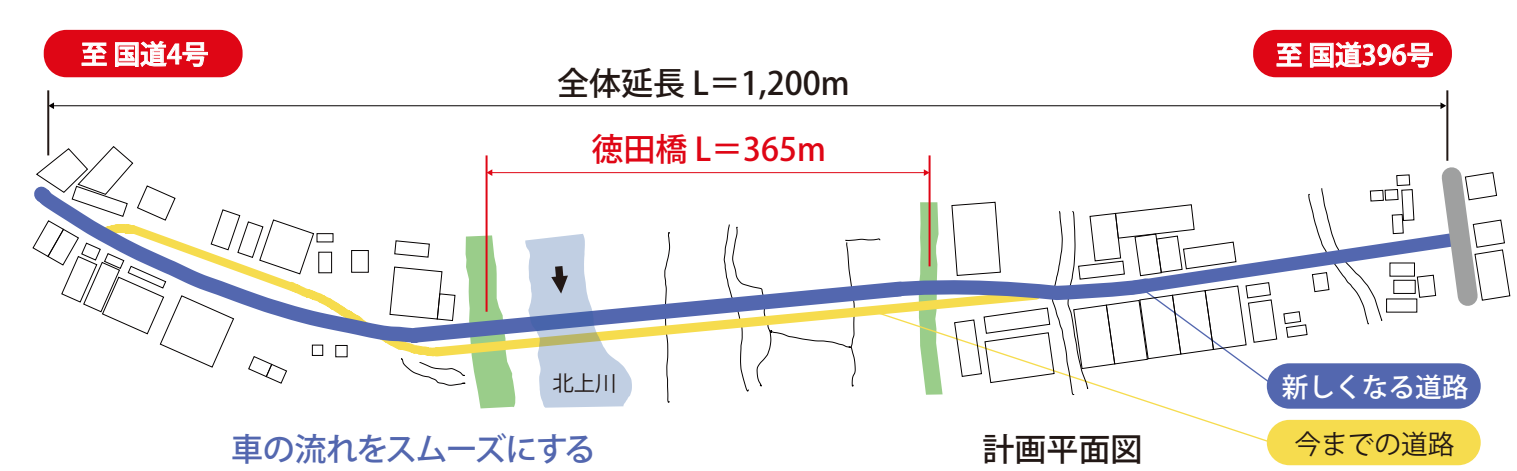 至 国道4号
至 国道396号
全体延長 L＝1,200m
徳田橋 L＝365m
北上川
新しくなる道路
今までの道路
車の流れをスムーズにする
計画平面図